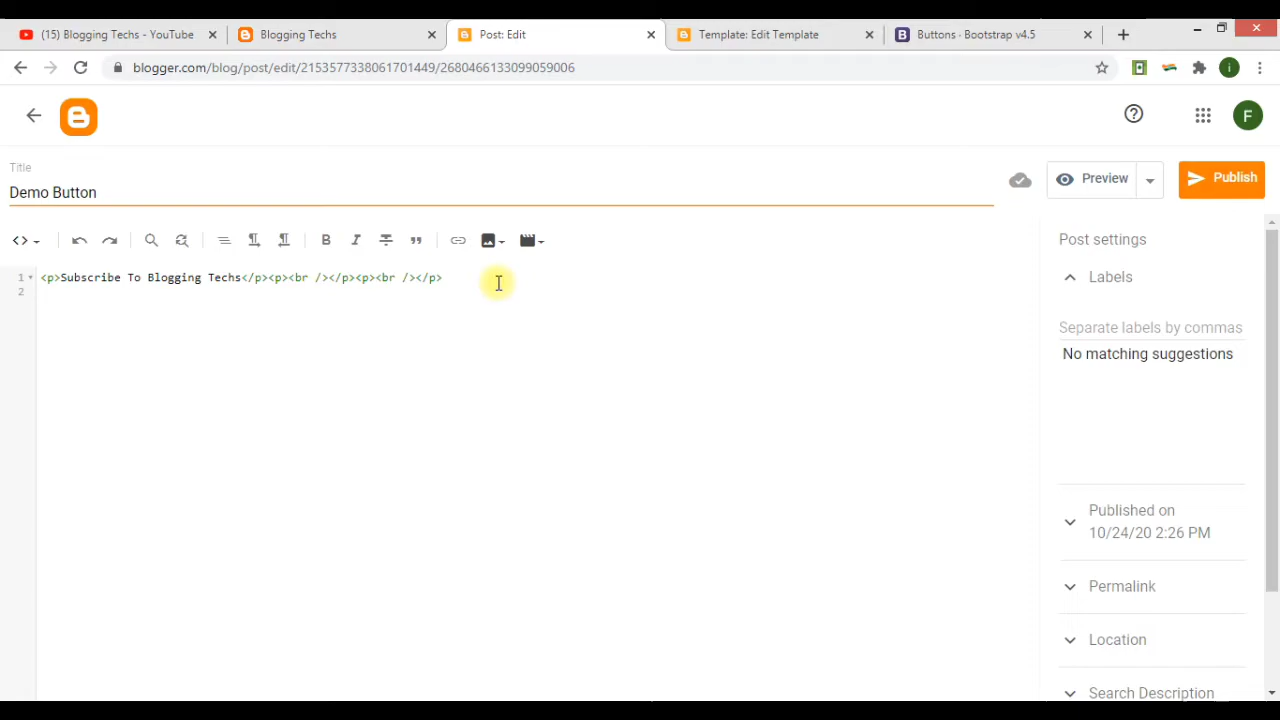 (15) Blogging Techs - YouTube
Blogging Techs
Post: Edit
Template: Edit Template
Buttons · Bootstrap v4.5
blogger.com/blog/post/edit/2153577338061701449/2680466133099059006
i
F
Title
Demo Button
Preview
Publish
1 <p>Subscribe To Blogging Techs</p><p><br /></p><p><br /></p>
2
Post settings
Labels
Separate labels by commas
No matching suggestions
Published on
10/24/20 2:26 PM
Permalink
Location
Search Description